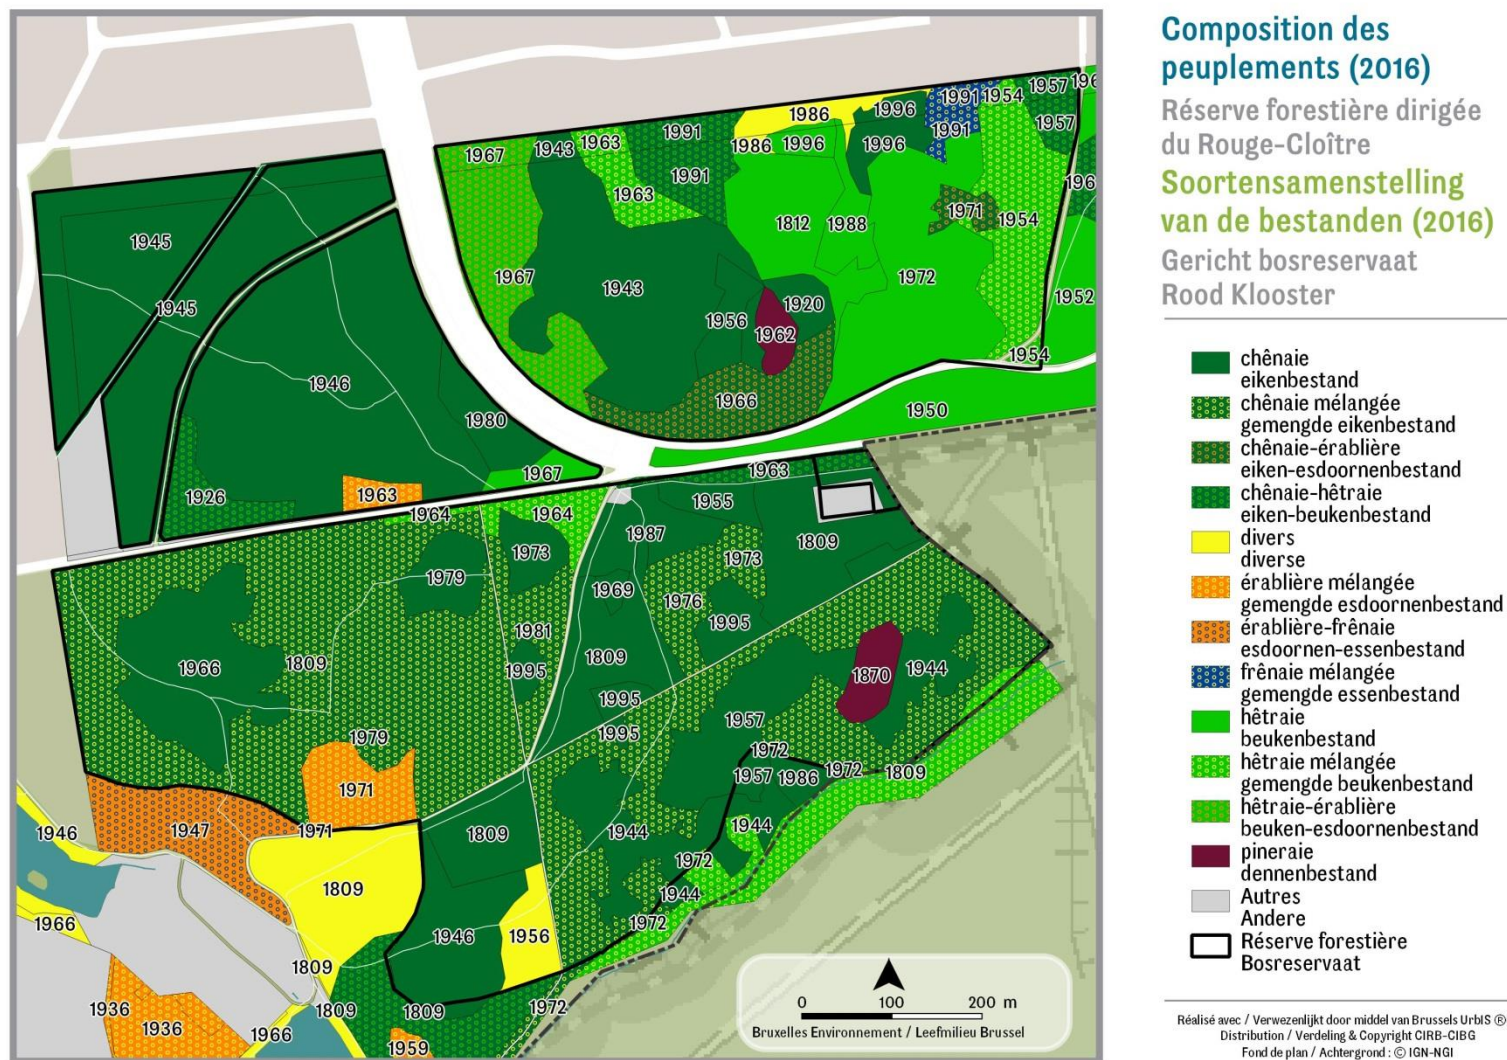 Composition des
peuplements (2016)
Réserve forestière dirigée
du Rouge-Cloître
Soortensamenstelling
van de bestanden (2016)
Gericht bosreservaat
Rood Klooster
chênaie
eikenbestand
chênaie mélangée
gemengde eikenbestand
chênaie-érablière
eiken-esdoornenbestand
chênaie-hêtraie
eiken-beukenbestand
divers
diverse
érablière mélangée
gemengde esdoornenbestand
érablière-frênaie
esdoornen-essenbestand
frênaie mélangée
gemengde essenbestand
hêtraie
beukenbestand
hêtraie mélangée
gemengde beukenbestand
hêtraie-érablière
beuken-esdoornenbestand
pineraie
dennenbestand
Autres
Andere
Réserve forestière
Bosreservaat
Réalisé avec / Verwezenlijkt door middel van Brussels UrbIS ®
Distribution / Verdeling & Copyright CIRB-CIBG
Fond de plan / Achtergrond : © IGN-NGI
1967
1943
1963
1991
1986
1996
1991
1954
1957
1986
1996
1996
1991
1957
1963
1991
1945
1812
1988
1971
1954
1945
1967
1943
1972
1952
1956
1920
1962
1954
1946
1980
1966
1950
1967
1963
1926
1963
1964
1964
1955
1987
1809
1979
1973
1973
1969
1976
1981
1995
1966
1809
1995
1809
1870
1944
1995
1957
1979
1995
1972
1957
1986
1972
1809
1971
1946
1947
1971
1809
1944
1944
1972
1809
1944
1966
1946
1956
1972
1809
1936
1936
1966
1809
1809
1972
1959
0 100 200 m
Bruxelles Environnement / Leefmilieu Brussel